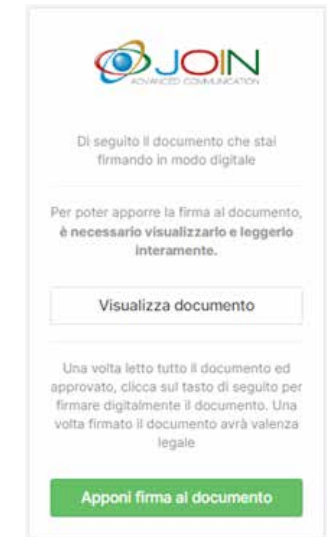 JOIN
ADVANCED COMMUNICATION
Di seguito il documento che stai
firmando in modo digitale
Per poter apporre la firma al documento,
è necessario visualizzarlo e leggerlo
interamente.
Visualizza documento
Una volta letto tutto il documento ed
approvato, clicca sul tasto di seguito per
firmare digitalmente il documento. Una
volta firmato il documento avrà valenza
legale
Apponi firma al documento